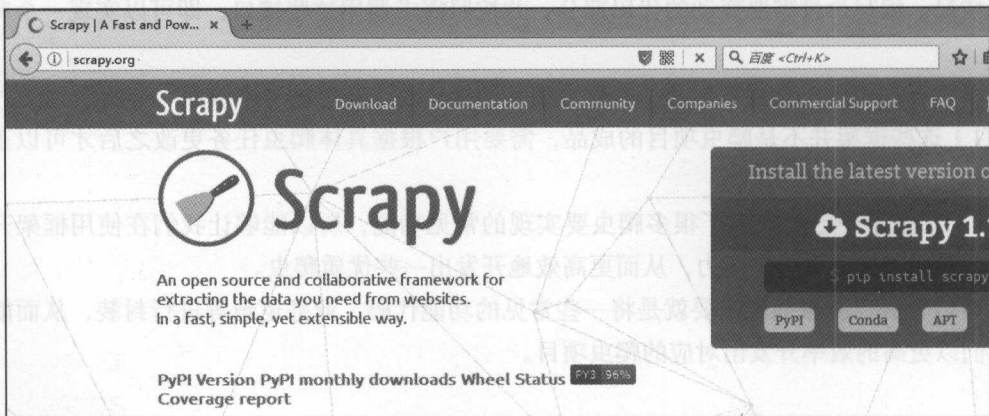 Scrapy | A Fast and Pow... × +
scrapy.org
百度 <Ctrl+K>
Scrapy Download Documentation Community Companies Commercial Support FAQ
Scrapy
An open source and collaborative framework for
extracting the data you need from websites.
In a fast, simple, yet extensible way.
PyPI Version PyPI monthly downloads Wheel Status PY3 96%
Coverage report
Install the latest version o
Scrapy 1.
$ pip install scrapy
PyPI Conda APT